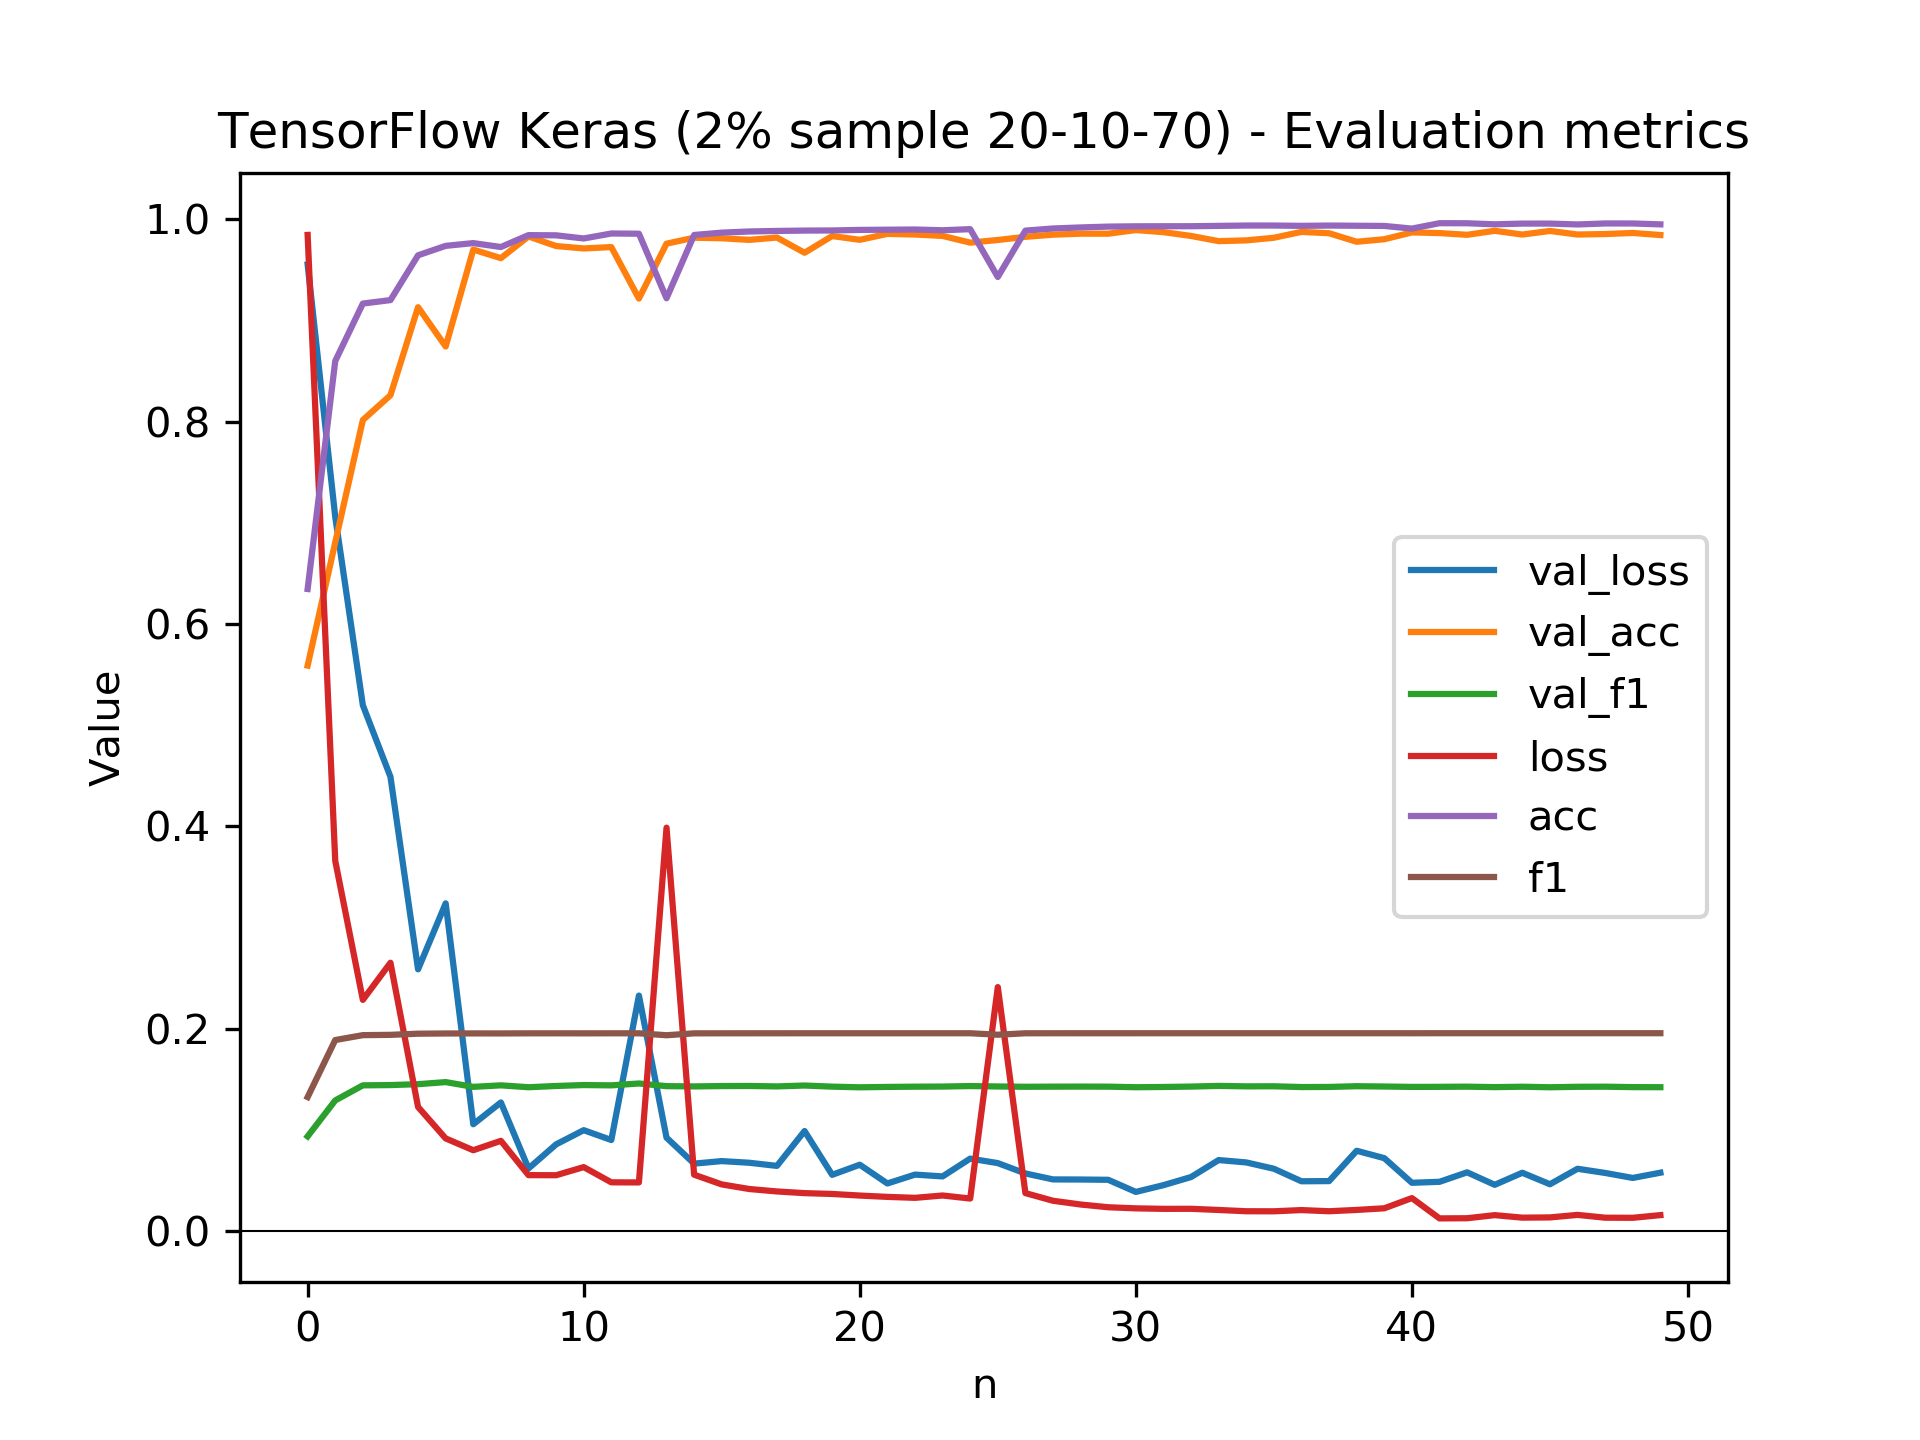 TensorFlow Keras (2% sample 20-10-70) - Evaluation metrics
1.0
0.8
0.6
0.4
0.2
0.0
Value
val_loss
val_acc
val_f1
loss
acc
f1
0 10 20 30 40 50
n